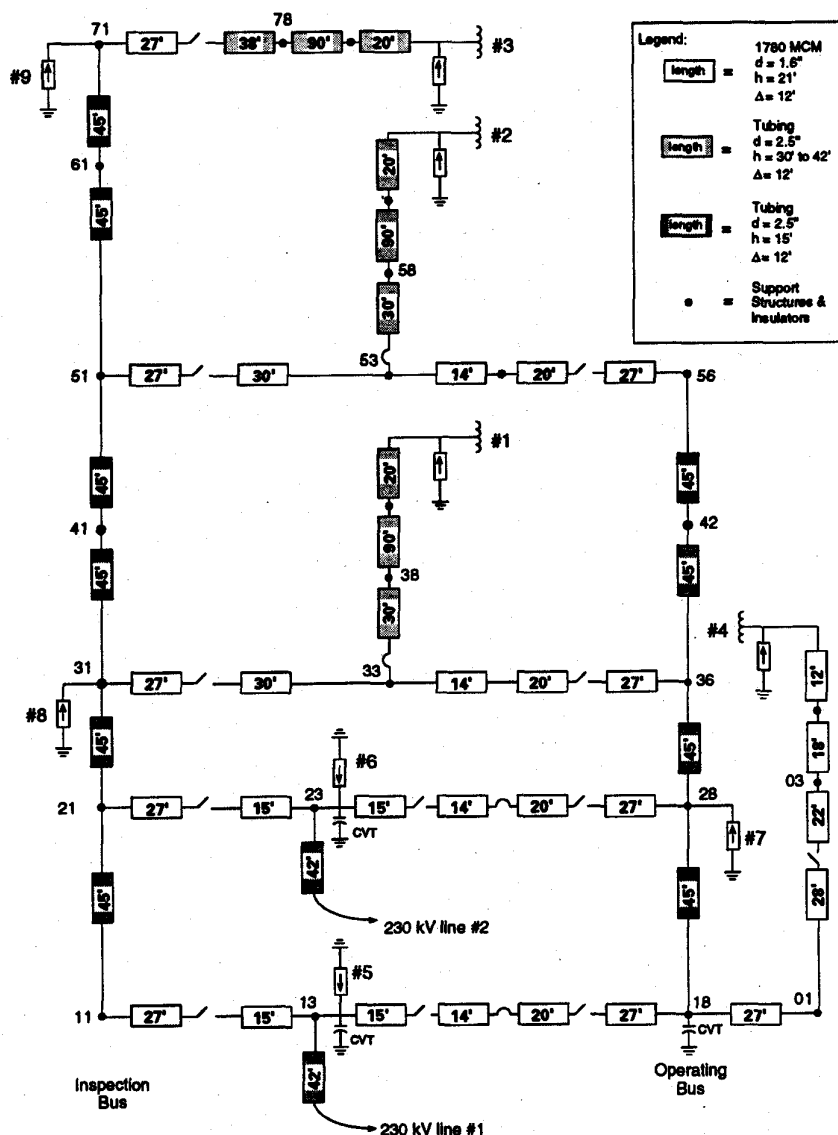 71
27'
38'
78
90'
20'
#3
#9
45'
#2
20'
61
45'
90'
58
30'
51
27'
30'
53
14'
20'
27'
56
#1
20'
45'
45'
41
90'
42
45'
38
45'
30'
#4
31
27'
30'
33
14'
20'
27'
36
12'
#8
18'
45'
#6
45'
03
21
27'
15'
23
15'
14'
20'
27'
28
22'
CVT
#7
42'
45'
45'
28'
230 kV line #2
#5
11
27'
15'
13
15'
14'
20'
27'
18
27'
01
CVT
CVT
42'
Inspection
Bus
Operating
Bus
230 kV line #1
Legend:
length
=
1780 MCM
d = 1.6"
h = 21'
Δ = 12'
length
=
Tubing
d = 2.5"
h = 30' to 42'
Δ = 12'
length
=
Tubing
d = 2.5"
h = 15'
Δ = 12'
=
Support
Structures &
Insulators